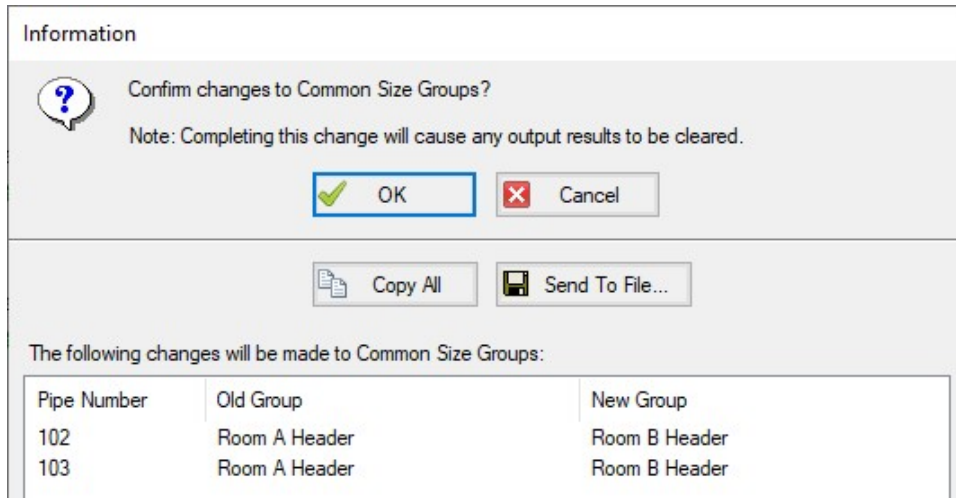 Information
Confirm changes to Common Size Groups?
Note: Completing this change will cause any output results to be cleared.
OK Cancel
Copy All Send To File...
The following changes will be made to Common Size Groups:
Pipe Number Old Group New Group
102 Room A Header Room B Header
103 Room A Header Room B Header